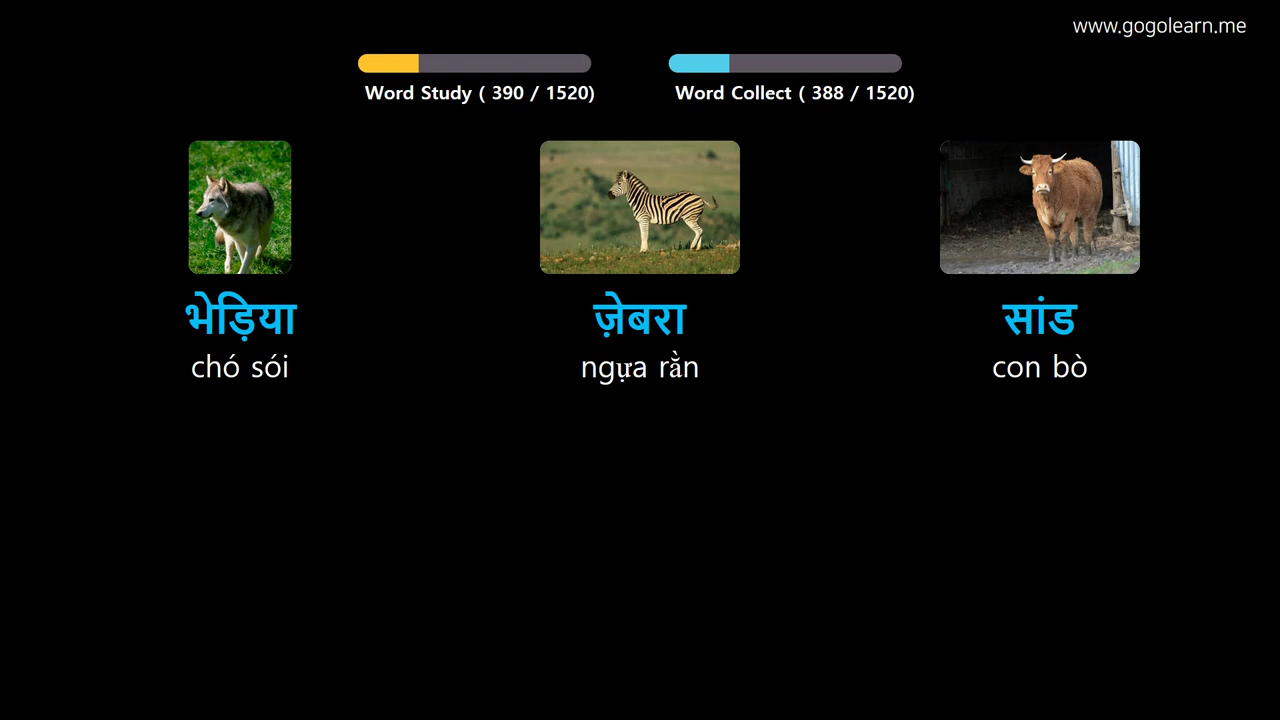 www.gogolearn.me
Word Study ( 390 / 1520)
Word Collect ( 388 / 1520)
भेड़िया
ज़ेबरा
सांड
chó sói
ngựa rằn
con bò